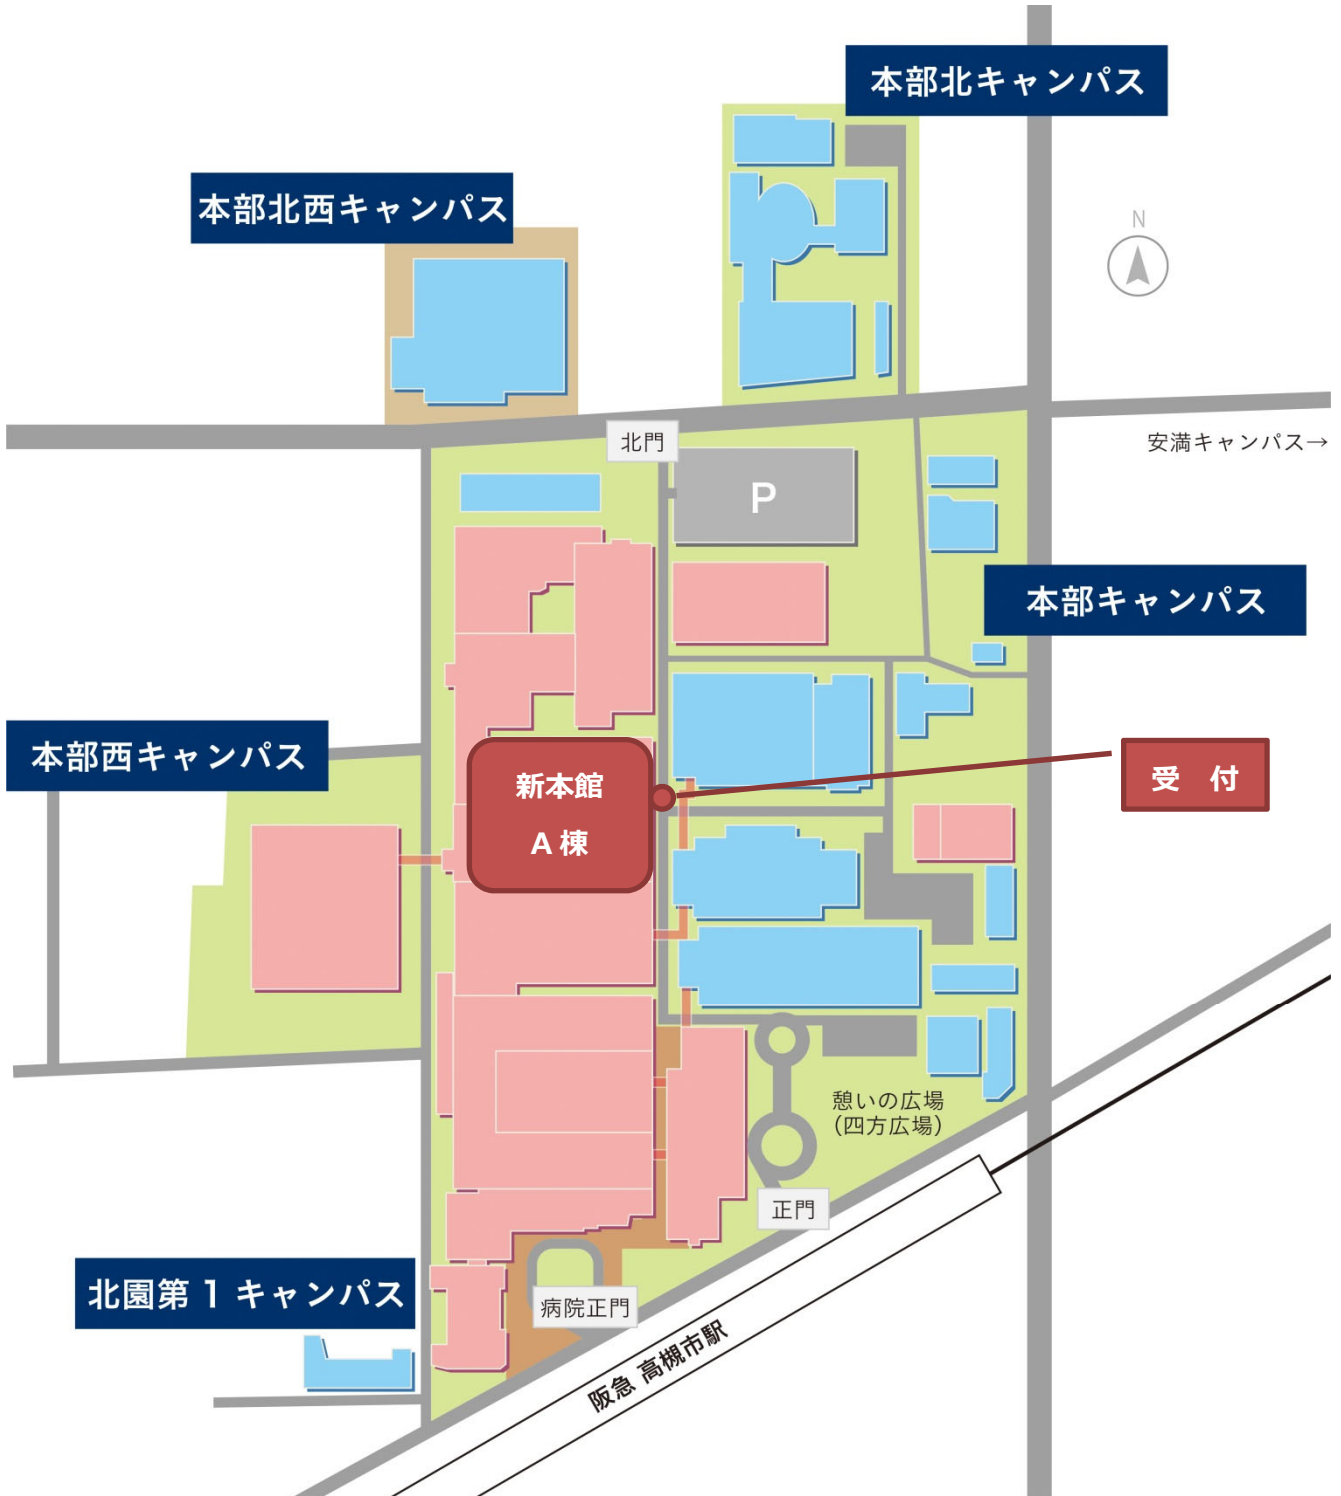 本部北キャンパス
本部北西キャンパス
N
北門
安満キャンパス→
P
本部キャンパス
本部西キャンパス
新本館
A棟
受 付
憩いの広場
(四方広場)
正門
北園第1キャンパス
病院正門
阪急 高槻市駅